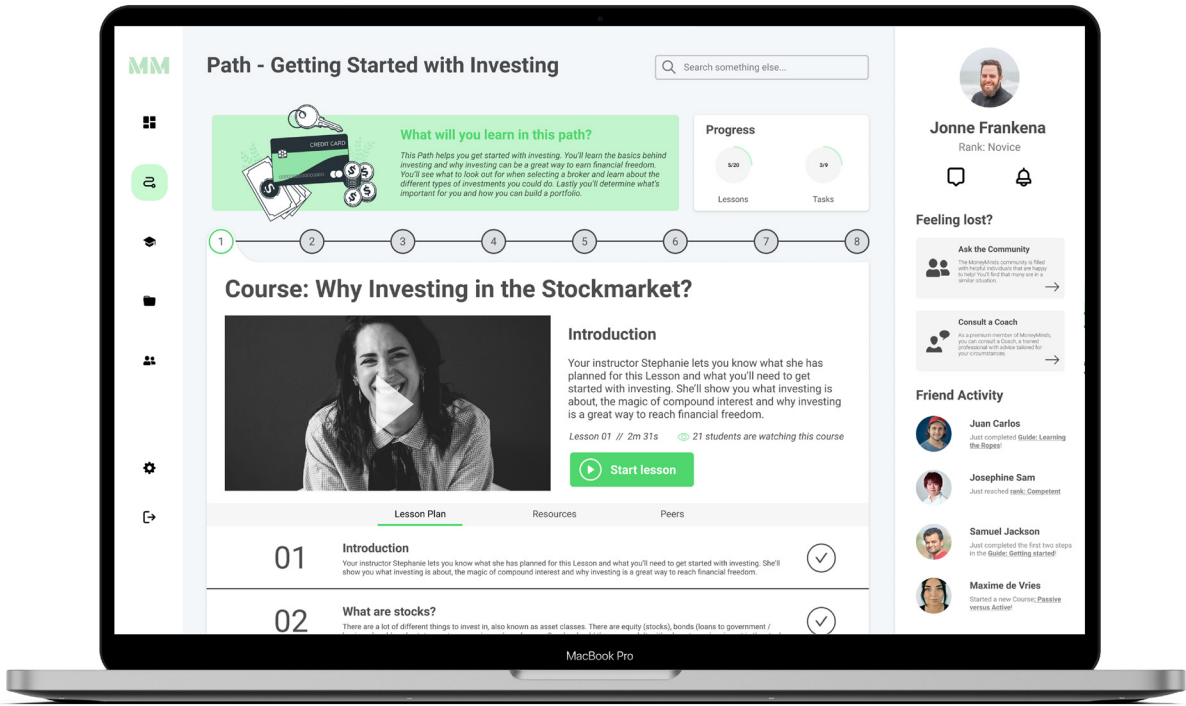 MM
Path - Getting Started with Investing
Search something else...
CREDIT CARD
What will you learn in this path?
This Path helps you get started with investing. You'll learn the basics behind
investing and why investing can be a great way to earn financial freedom.
You'll see what to look out for when selecting a broker and learn about the
different types of investments you could do. Lastly you'll determine what's
important for you and how you can build a portfolio.
Progress
5/20
3/9
Lessons
Tasks
1
2
3
4
5
6
7
8
Course: Why Investing in the Stockmarket?
Introduction
Your instructor Stephanie lets you know what she has
planned for this Lesson and what you'll need to get
started with investing. She'll show you what investing is
about, the magic of compound interest and why investing
is a great way to reach financial freedom.
Lesson 01 // 2m 31s
21 students are watching this course
Start lesson
Lesson Plan
Resources
Peers
01
Introduction
Your instructor Stephanie lets you know what she has planned for this Lesson and what you'll need to get started with investing. She'll
show you what investing is about, the magic of compound interest and why investing is a great way to reach financial freedom.
02
What are stocks?
There are a lot of different things to invest in, also known as asset classes. There are equity (stocks), bonds (loans to government /
Jonne Frankena
Rank: Novice
Feeling lost?
Ask the Community
The MoneyMinds community is filled
with helpful individuals that are happy
to help! You'll find that many are in a
similar situation.
Consult a Coach
As a premium member of MoneyMinds,
you can consult a Coach, a trained
professional with advice tailored for
your circumstances.
Friend Activity
Juan Carlos
Just completed Guide: Learning
the Ropes!
Josephine Sam
Just reached rank: Competent
Samuel Jackson
Just completed the first two steps
in the Guide: Getting started!
Maxime de Vries
Started a new Course: Passive
versus Active!
MacBook Pro